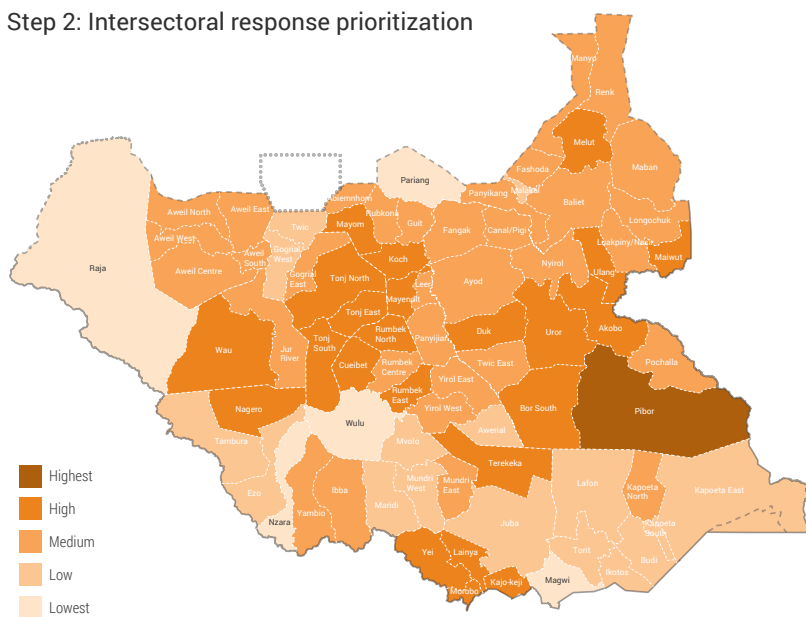 Step 2: Intersectoral response prioritization
Manyo
Renk
Melut
Fashoda
Maban
Pariang
Panyikang
Malakal
Baliet
Abiemnhom
Aweil North
Aweil East
Rubkona
Mayom
Guit
Longochuk
Twic
Fangak
Canal/Pigi
Aweil West
Luakpiny/Nasir
Gogrial
West
Maiwut
Aweil
South
Koch
Nyirol
Raja
Aweil Centre
Gogrial
East
Tonj North
Ulang
Leer
Ayod
Mayendit
Tonj East
Duk
Uror
Akobo
Rumbek
North
Panyijiar
Tonj
South
Wau
Jur
River
Cueibet
Rumbek
Centre
Twic East
Pochalla
Yirol East
Rumbek
East
Nagero
Yirol West
Bor South
Pibor
Wulu
Awerial
Tambura
Mvolo
Terekeka
Mundri
West
Mundri
East
Lafon
Kapoeta
North
Kapoeta East
Ezo
Ibba
Maridi
Yambio
Nzara
Juba
Kapoeta
South
Torit
Budi
Ikotos
Yei
Lainya
Magwi
Kajo-keji
Morobo
Highest
High
Medium
Low
Lowest